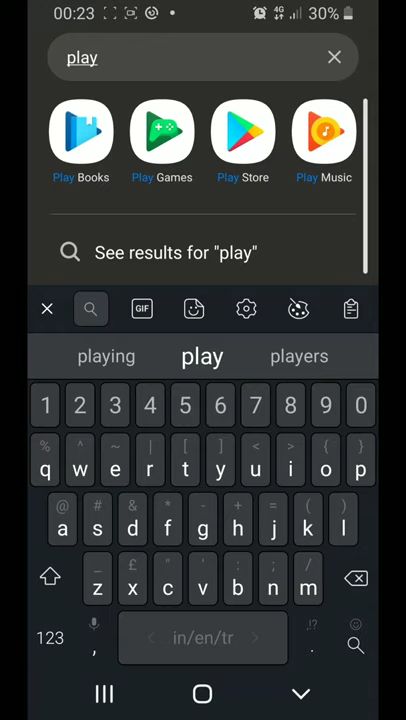 00:23 4G 30%
play
Play Books Play Games Play Store Play Music
See results for "play"
GIF
playing play players
1 2 3 4 5 6 7 8 9 0
% ^ ~ | [ ] < > { }
q w e r t y u i o p
@ # & * - + = ( )
a s d f g h j k l
_ £ " ' : ; /
z x c v b n m
,!?
123 , < in/en/tr > .